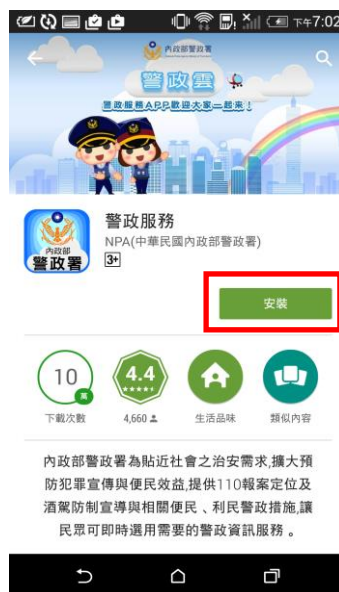 下午7:02
內政部警政署
警政雲
警政服務APP歡迎大家一起來!
內政部
警政署
警政服務
NPA(中華民國內政部警政署)
3+
安裝
10
萬
4.4
下載次數
4,660
生活品味
類似內容
內政部警政署為貼近社會之治安需求,擴大預
防犯罪宣傳與便民效益,提供110報案定位及
酒駕防制宣導與相關便民、利民警政措施,讓
民眾可即時選用需要的警政資訊服務。